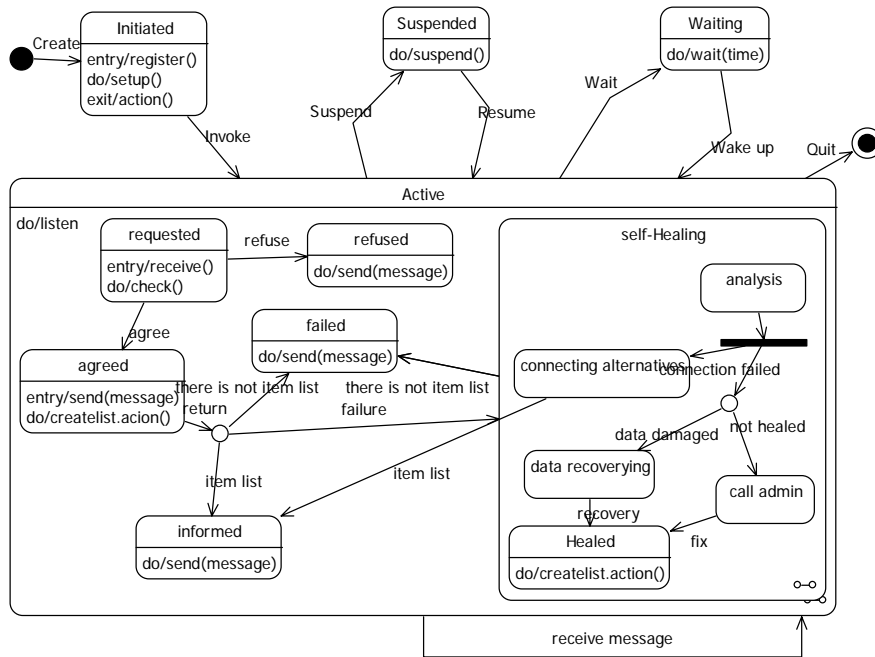 Initiated
Create
entry/register()
do/setup()
exit/action()
Suspended
do/suspend()
Waiting
do/wait(time)
Suspend
Resume
Wait
Invoke
Wake up
Quit
Active
do/listen
requested
entry/receive()
do/check()
refuse
refused
do/send(message)
self-Healing
analysis
agree
failed
do/send(message)
agreed
entry/send(message)
do/createlist.acion()
there is not item list
return
there is not item list
failure
connecting alternatives
connection failed
data damaged
not healed
item list
item list
data recoverying
call admin
recovery
informed
do/send(message)
Healed
do/createlist.action()
fix
receive message